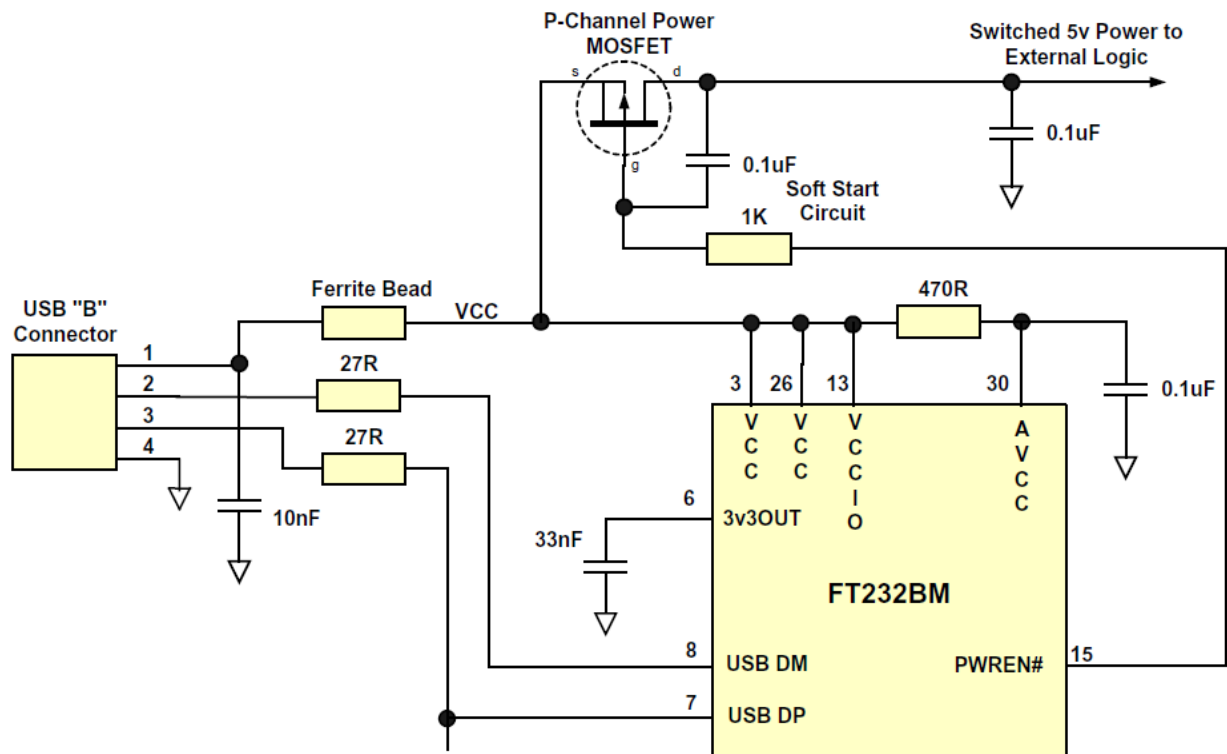 P-Channel Power
MOSFET
Switched 5v Power to
External Logic
s
d
g
0.1uF
0.1uF
Soft Start
Circuit
1K
USB "B"
Connector
Ferrite Bead
VCC
470R
1
2
3
4
27R
27R
3
26
13
30
0.1uF
VCC
VCC
VCCIO
AVCC
10nF
6
3v3OUT
33nF
FT232BM
8
USB DM
PWREN#
15
7
USB DP